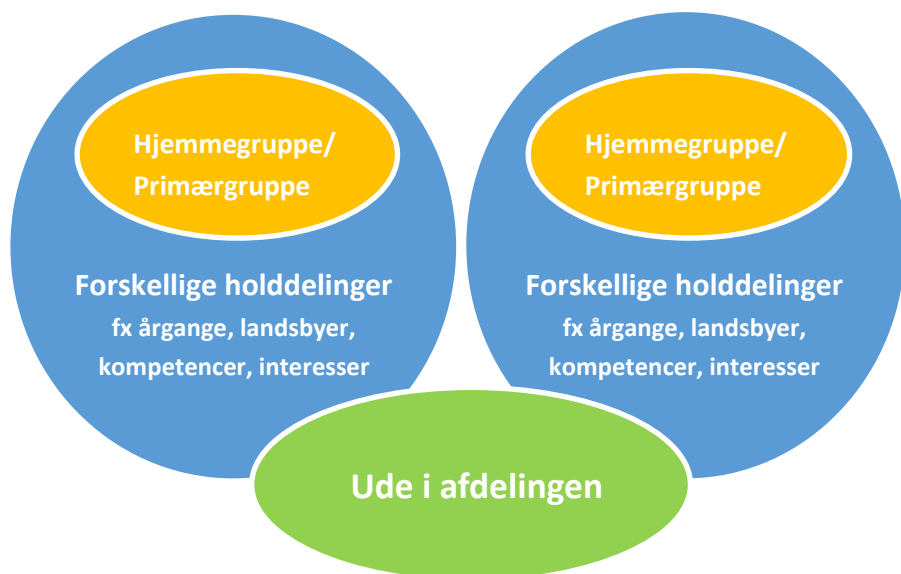 Hjemmegruppe/
Primærgruppe
Forskellige holddelinger
fx årgange, landsbyer,
kompetencer, interesser
Hjemmegruppe/
Primærgruppe
Forskellige holddelinger
fx årgange, landsbyer,
kompetencer, interesser
Ude i afdelingen